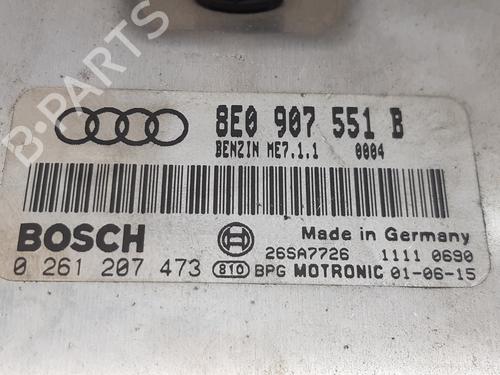 8E0 907 551 B
BENZIN ME7.1.1 0004
BOSCH
Made in Germany
26SA7726 1111 0690
0 261 207 473 810 BPG MOTRONIC 01-06-15
B-PARTS